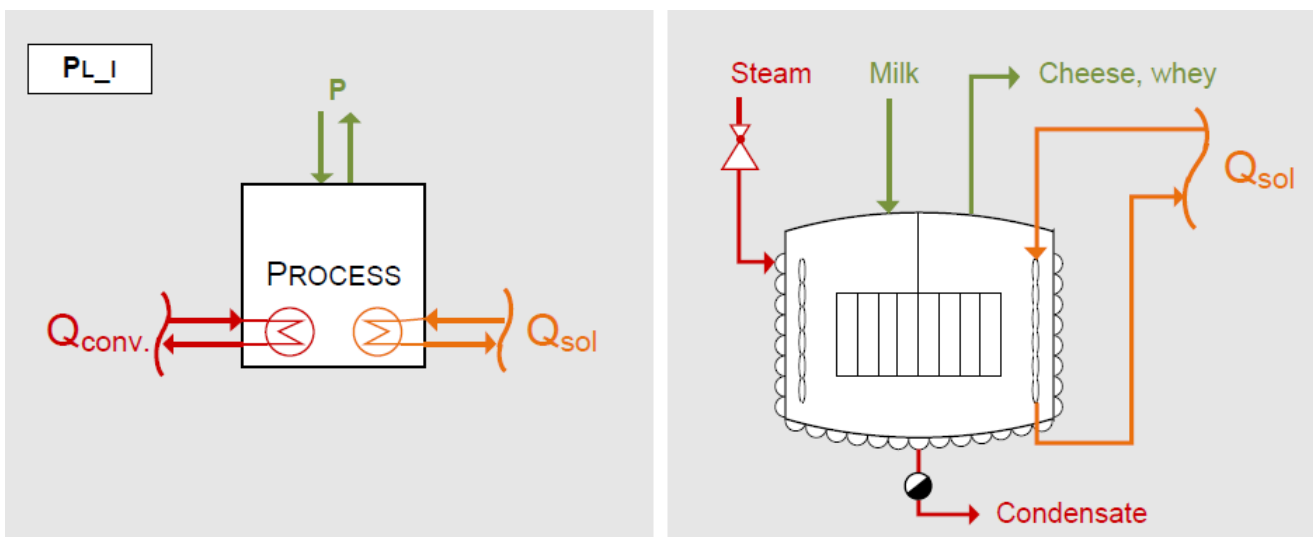 PL_I
P
PROCESS
Qconv.
Qsol
Steam
Milk
Cheese, whey
Qsol
Condensate